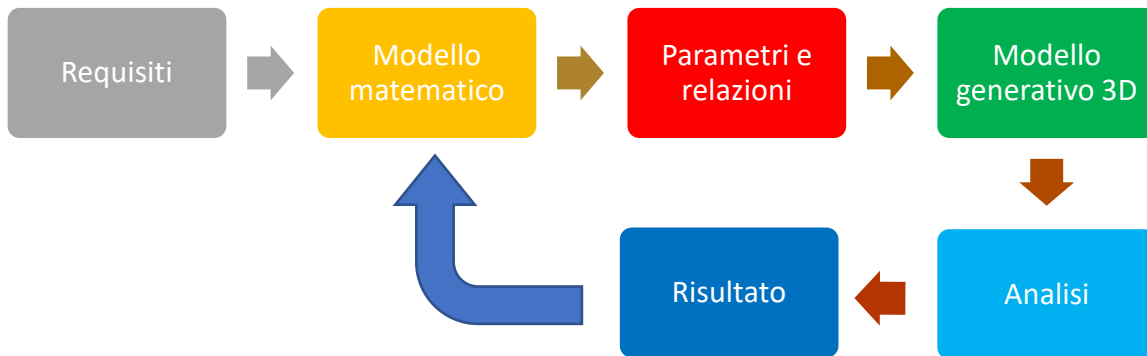 Requisiti
Modello
matematico
Parametri e
relazioni
Modello
generativo 3D
Risultato
Analisi